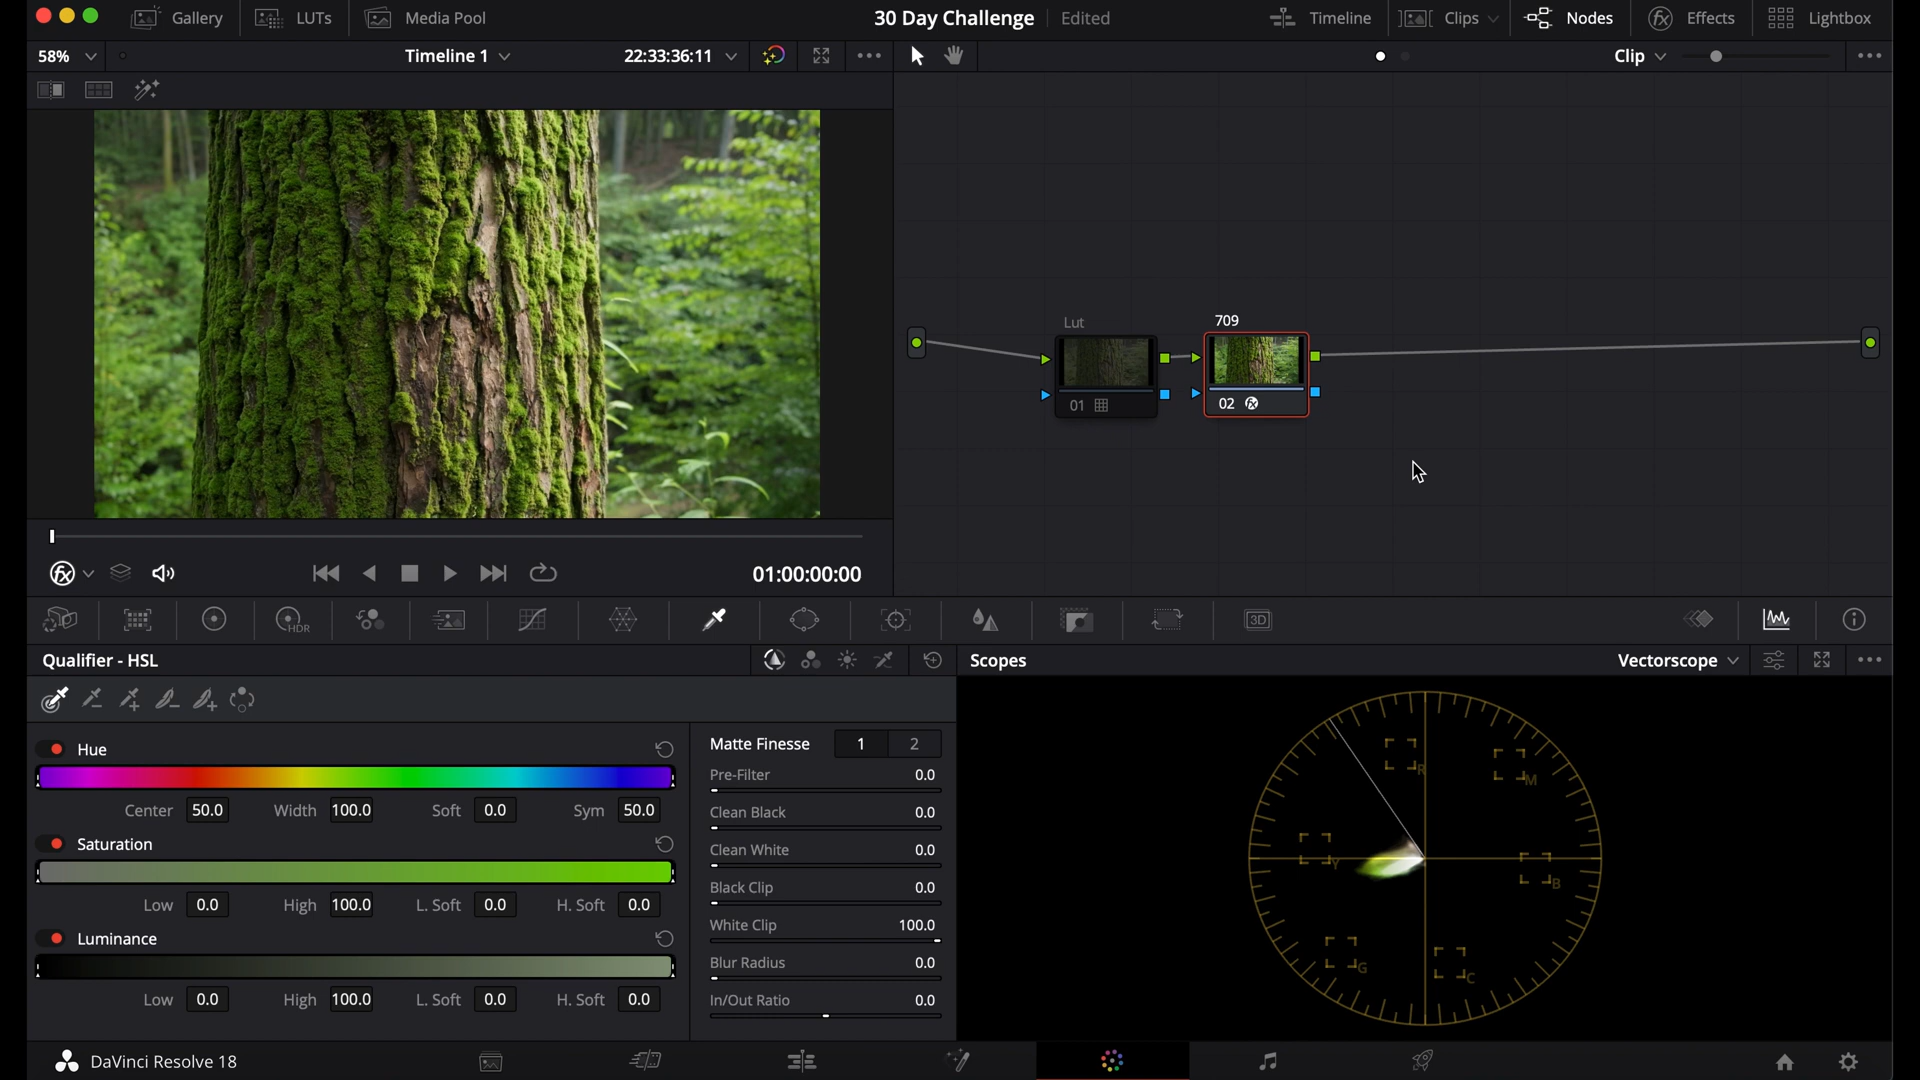 Gallery LUTs Media Pool 30 Day Challenge Edited Timeline Clips Nodes Effects Lightbox
58% Timeline 1 22:33:36:11 Clip
Lut 709
01 02
01:00:00:00
HDR 3D
Qualifier - HSL Scopes Vectorscope
Hue
Center 50.0 Width 100.0 Soft 0.0 Sym 50.0
Saturation
Low 0.0 High 100.0 L. Soft 0.0 H. Soft 0.0
Luminance
Low 0.0 High 100.0 L. Soft 0.0 H. Soft 0.0
Matte Finesse 1 2
Pre-Filter 0.0
Clean Black 0.0
Clean White 0.0
Black Clip 0.0
White Clip 100.0
Blur Radius 0.0
In/Out Ratio 0.0
R M
Y B
G C
DaVinci Resolve 18